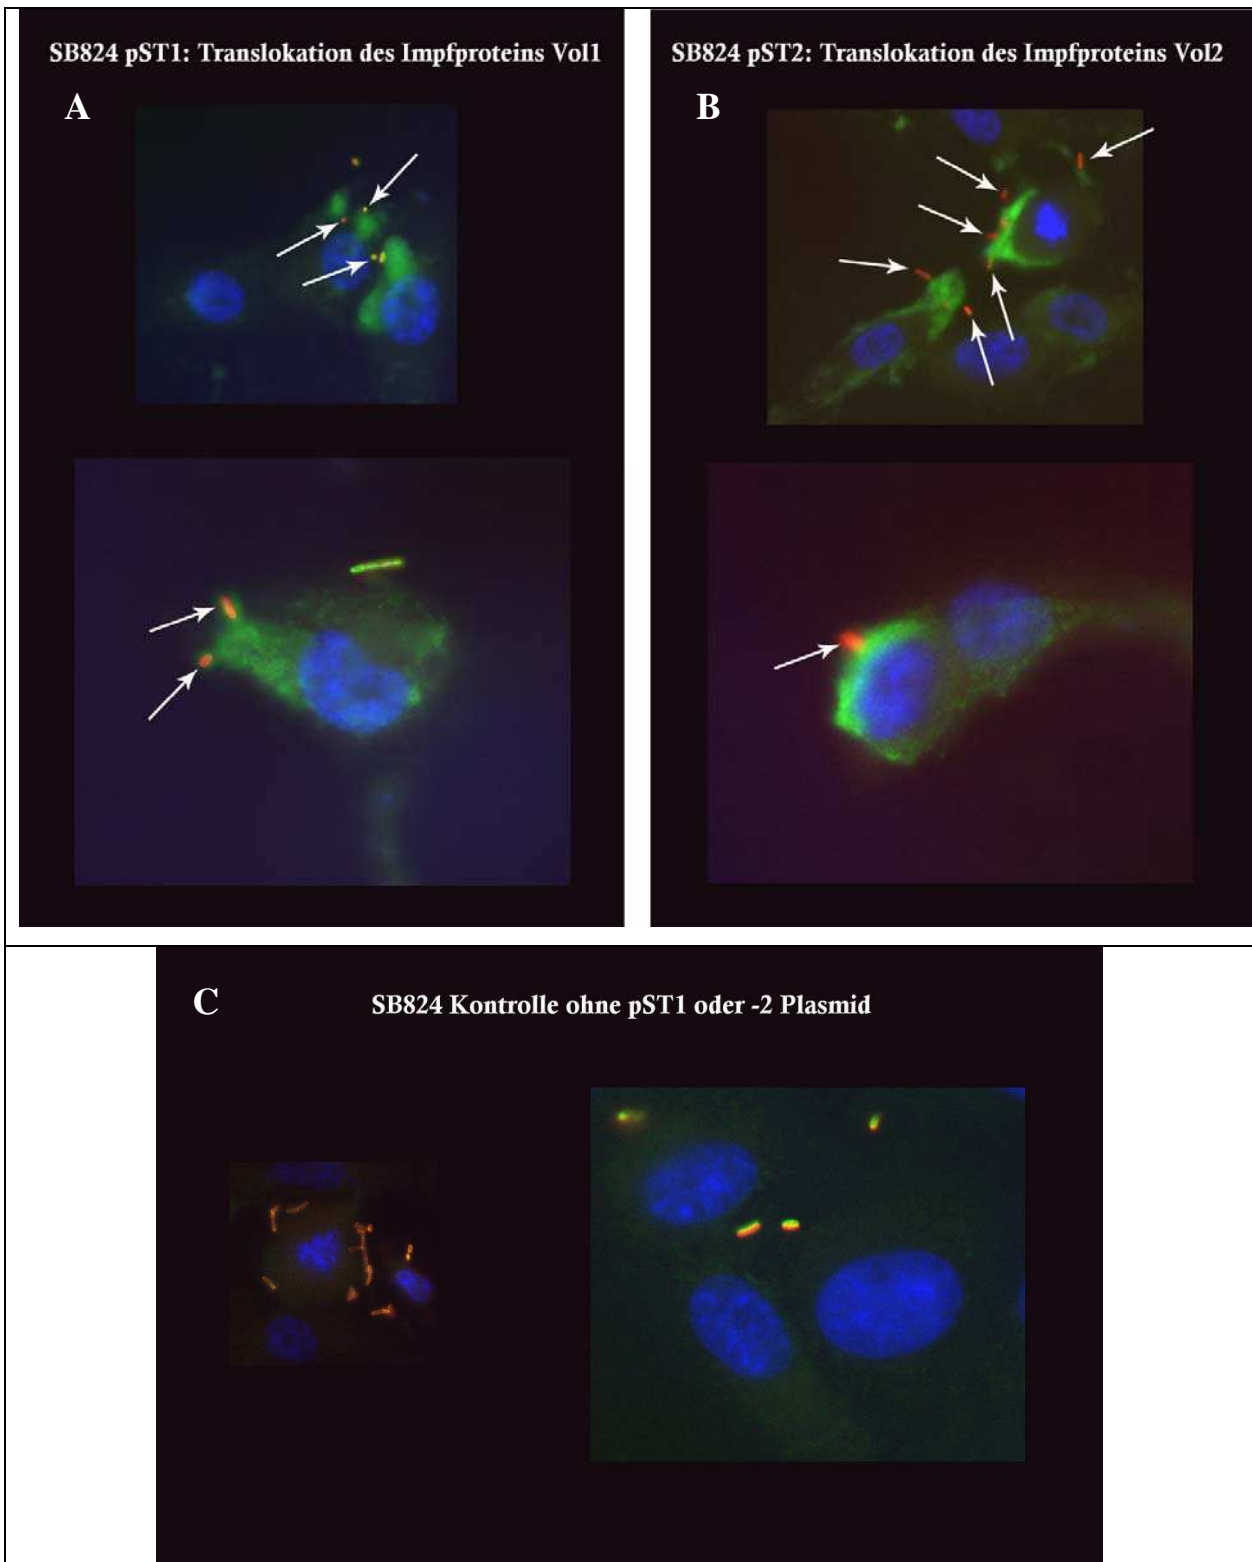 SB824 pST1: Translokation des Impfproteins Vol1
A
SB824 pST2: Translokation des Impfproteins Vol2
B
C
SB824 Kontrolle ohne pST1 oder -2 Plasmid